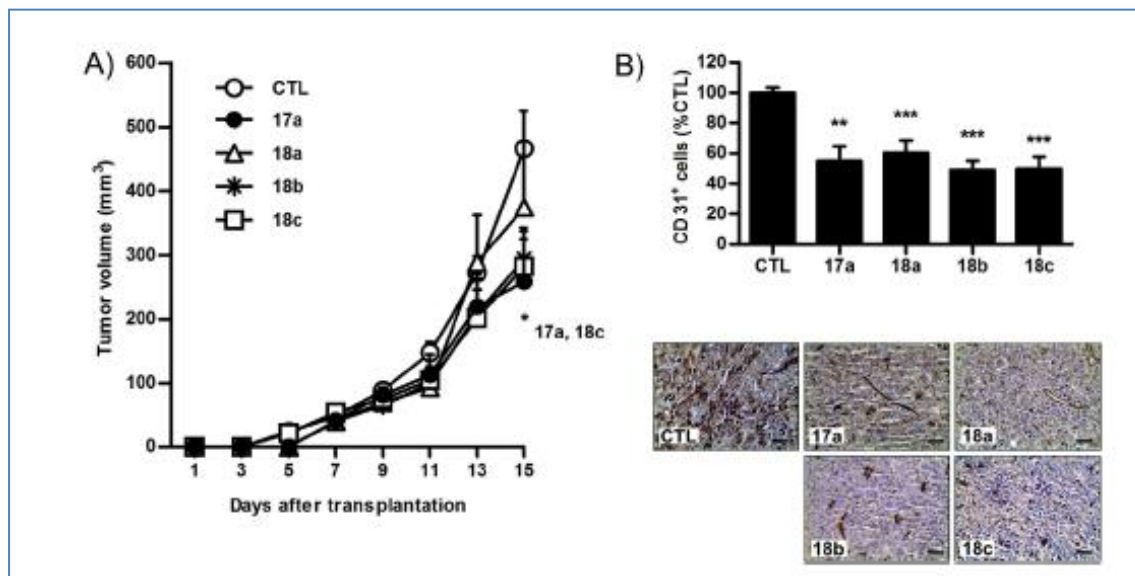 A)
Tumor volume (mm³)
600
500
400
300
200
100
0
CTL
17a
18a
18b
18c
*
17a, 18c
1 3 5 7 9 11 13 15
Days after transplantation
B)
CD31⁺ cells (%CTL)
120
100
80
60
40
20
0
** *** *** ***
CTL 17a 18a 18b 18c
CTL 17a 18a
18b 18c